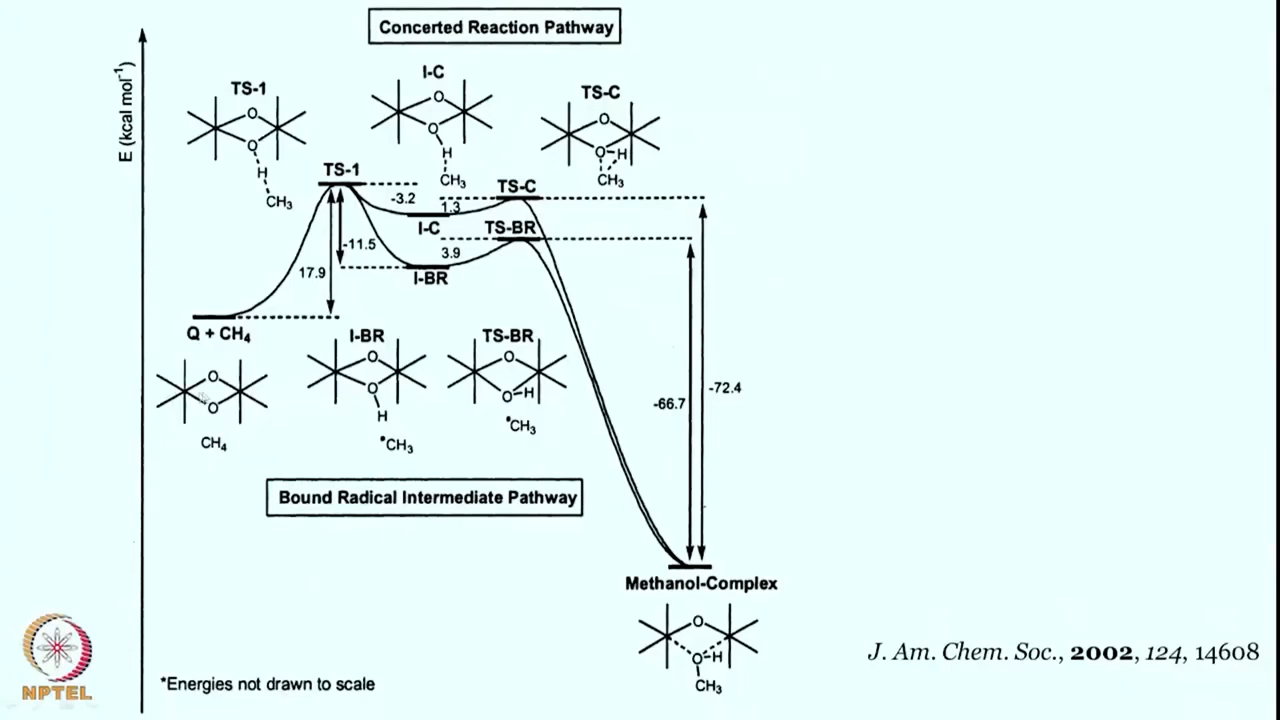 Concerted Reaction Pathway
E (kcal mol⁻¹)
TS-1
I-C
TS-C
O
O
H
CH₃
O
O
H
CH₃
O
O-H
CH₃
TS-1
-3.2
1.3
TS-C
I-C
TS-BR
-11.5
3.9
17.9
I-BR
Q + CH₄
I-BR
TS-BR
O
O
CH₄
O
O
H
•CH₃
O
O-H
•CH₃
-66.7
-72.4
Bound Radical Intermediate Pathway
Methanol-Complex
O
O-H
CH₃
J. Am. Chem. Soc., 2002, 124, 14608
*Energies not drawn to scale
NPTEL